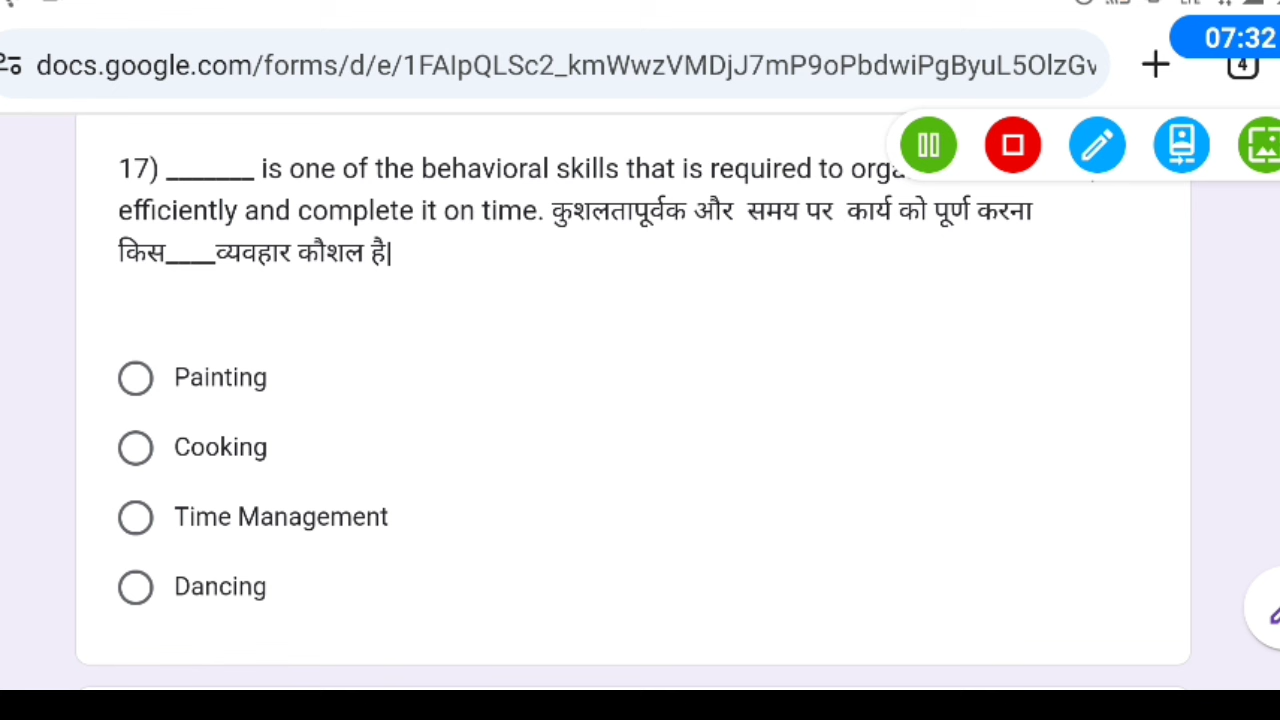 07:32
docs.google.com/forms/d/e/1FAIpQLSc2_kmWwzVMDjJ7mP9oPbdwiPgByuL5OlzGv
4
17) _______ is one of the behavioral skills that is required to
efficiently and complete it on time. कुशलतापूर्वक और समय पर कार्य को पूर्ण करना
किस____व्यवहार कौशल है|
Painting
Cooking
Time Management
Dancing